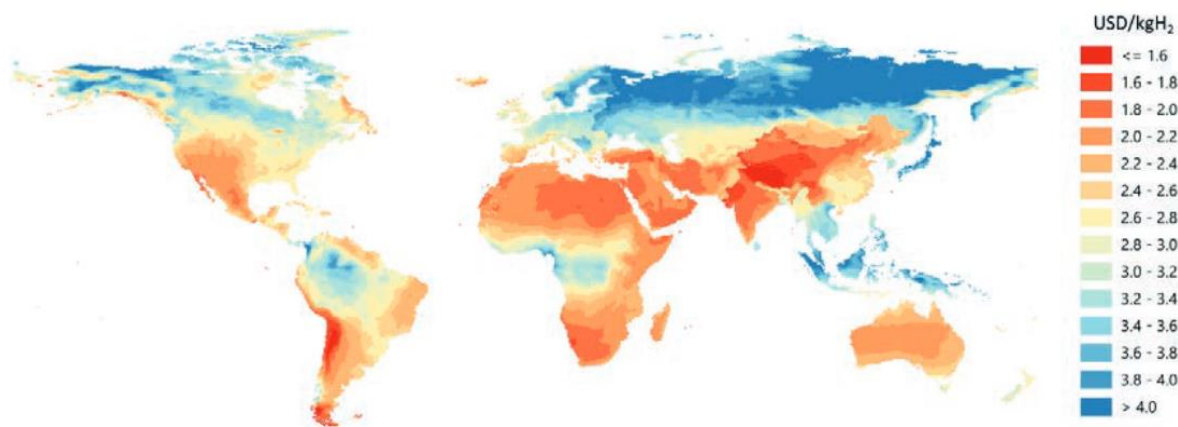 USD/kgH₂
<= 1.6
1.6 - 1.8
1.8 - 2.0
2.0 - 2.2
2.2 - 2.4
2.4 - 2.6
2.6 - 2.8
2.8 - 3.0
3.0 - 3.2
3.2 - 3.4
3.4 - 3.6
3.6 - 3.8
3.8 - 4.0
> 4.0